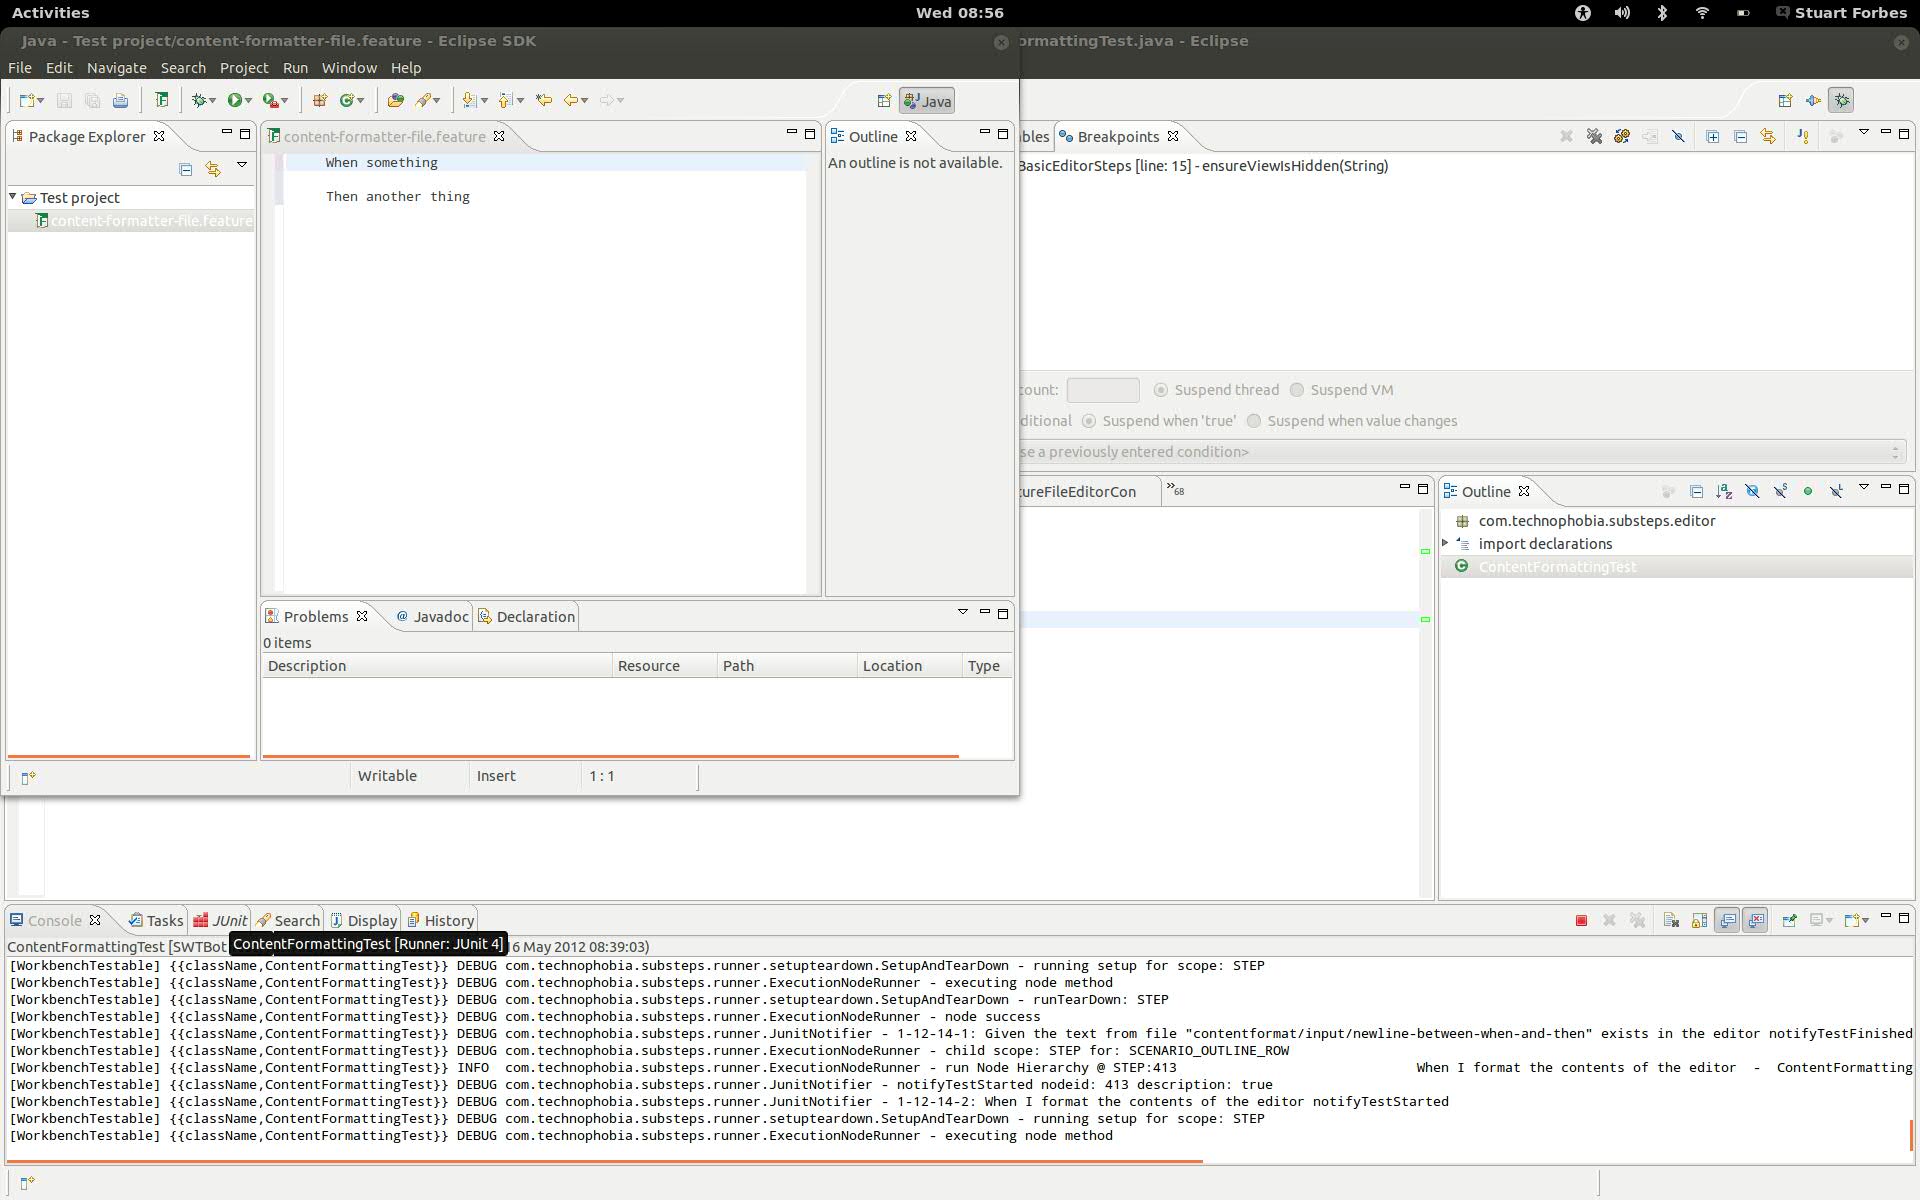 Activities
Wed 08:56
Stuart Forbes
Java - Test project/content-formatter-file.feature - Eclipse SDK
ormattingTest.java - Eclipse
File Edit Navigate Search Project Run Window Help
Java
Package Explorer
content-formatter-file.feature
Outline
bles
Breakpoints
When something
An outline is not available.
BasicEditorSteps [line: 15] - ensureViewIsHidden(String)
Test project
Then another thing
content-formatter-file.feature
ount:
Suspend thread
Suspend VM
ditional
Suspend when 'true'
Suspend when value changes
se a previously entered condition>
ureFileEditorCon
»68
Outline
com.technophobia.substeps.editor
import declarations
ContentFormattingTest
Problems
@ Javadoc
Declaration
0 items
Description Resource Path Location Type
Writable
Insert
1 : 1
Console
Tasks
JUnit
Search
Display
History
ContentFormattingTest [SWTBot
ContentFormattingTest [Runner: JUnit 4]
16 May 2012 08:39:03)
[WorkbenchTestable] {{className,ContentFormattingTest}} DEBUG com.technophobia.substeps.runner.setupteardown.SetupAndTearDown - running setup for scope: STEP
[WorkbenchTestable] {{className,ContentFormattingTest}} DEBUG com.technophobia.substeps.runner.ExecutionNodeRunner - executing node method
[WorkbenchTestable] {{className,ContentFormattingTest}} DEBUG com.technophobia.substeps.runner.setupteardown.SetupAndTearDown - runTearDown: STEP
[WorkbenchTestable] {{className,ContentFormattingTest}} DEBUG com.technophobia.substeps.runner.ExecutionNodeRunner - node success
[WorkbenchTestable] {{className,ContentFormattingTest}} DEBUG com.technophobia.substeps.runner.JunitNotifier - 1-12-14-1: Given the text from file "contentformat/input/newline-between-when-and-then" exists in the editor notifyTestFinished
[WorkbenchTestable] {{className,ContentFormattingTest}} DEBUG com.technophobia.substeps.runner.ExecutionNodeRunner - child scope: STEP for: SCENARIO_OUTLINE_ROW
[WorkbenchTestable] {{className,ContentFormattingTest}} INFO  com.technophobia.substeps.runner.ExecutionNodeRunner - run Node Hierarchy @ STEP:413 When I format the contents of the editor  -  ContentFormatting
[WorkbenchTestable] {{className,ContentFormattingTest}} DEBUG com.technophobia.substeps.runner.JunitNotifier - notifyTestStarted nodeid: 413 description: true
[WorkbenchTestable] {{className,ContentFormattingTest}} DEBUG com.technophobia.substeps.runner.JunitNotifier - 1-12-14-2: When I format the contents of the editor notifyTestStarted
[WorkbenchTestable] {{className,ContentFormattingTest}} DEBUG com.technophobia.substeps.runner.setupteardown.SetupAndTearDown - running setup for scope: STEP
[WorkbenchTestable] {{className,ContentFormattingTest}} DEBUG com.technophobia.substeps.runner.ExecutionNodeRunner - executing node method